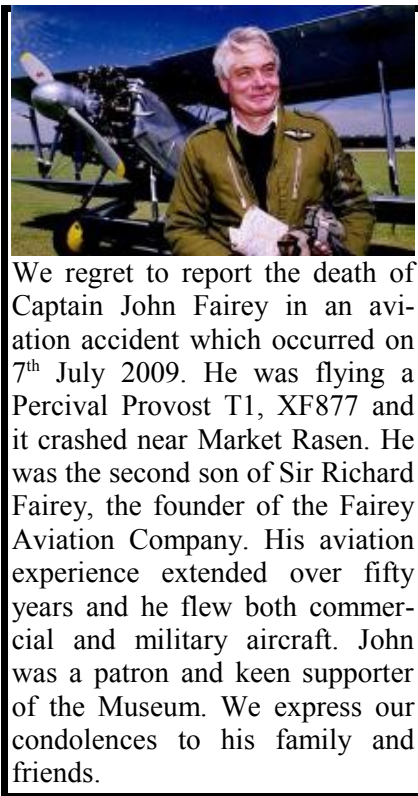 We regret to report the death of
Captain John Fairey in an avi-
ation accident which occurred on
7th July 2009. He was flying a
Percival Provost T1, XF877 and
it crashed near Market Rasen. He
was the second son of Sir Richard
Fairey, the founder of the Fairey
Aviation Company. His aviation
experience extended over fifty
years and he flew both commer-
cial and military aircraft. John
was a patron and keen supporter
of the Museum. We express our
condolences to his family and
friends.